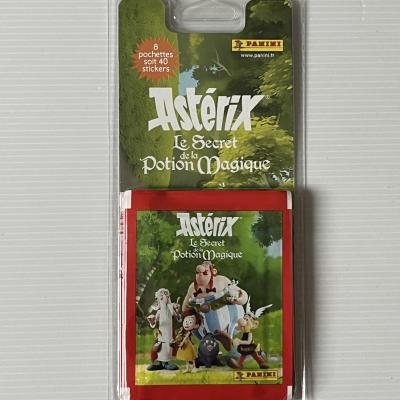 8
pochettes
soit 40
stickers
PANINI
www.panini.fr
Astérix
Le Secret
de la
Potion Magique
Astérix
Le Secret
de la
Potion Magique
PANINI